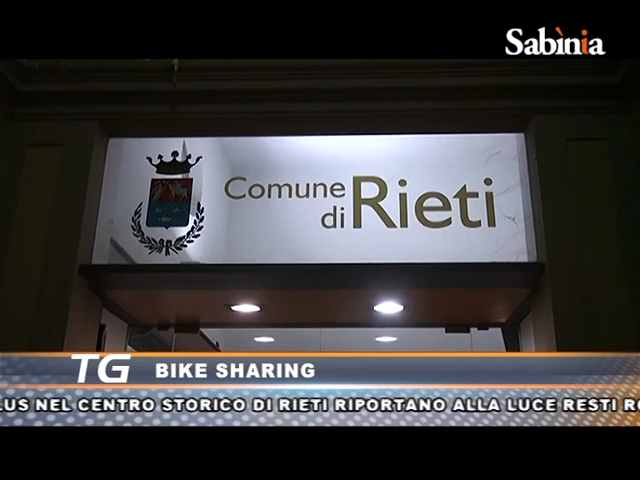 Sabìnia
Comune
di Rieti
TG BIKE SHARING
NEL CENTRO STORICO DI RIETI RIPORTANO ALLA LUCE RESTI